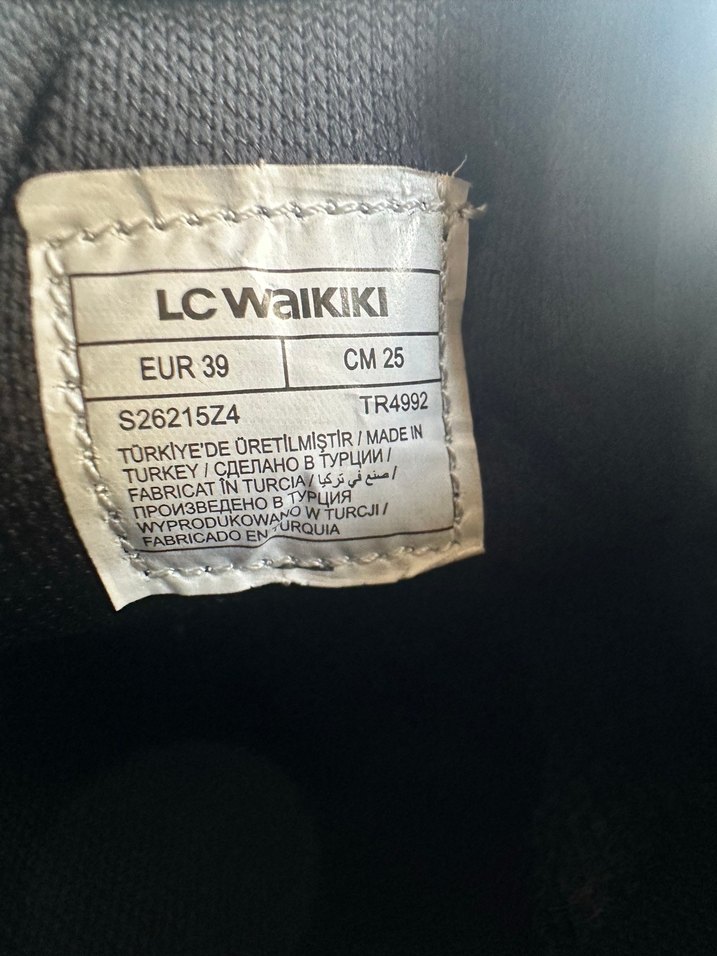 LC WAIKIKI
EUR 39 CM 25
S26215Z4 TR4992
TÜRKİYE'DE ÜRETİLMİŞTİR / MADE IN
TURKEY / СДЕЛАНО В ТУРЦИИ /
FABRICAT ÎN TURCIA / صنع في تركيا /
ПРОИЗВЕДЕНО В ТУРЦИЯ
WYPRODUKOWANO W TURCJI /
FABRICADO EN TURQUIA